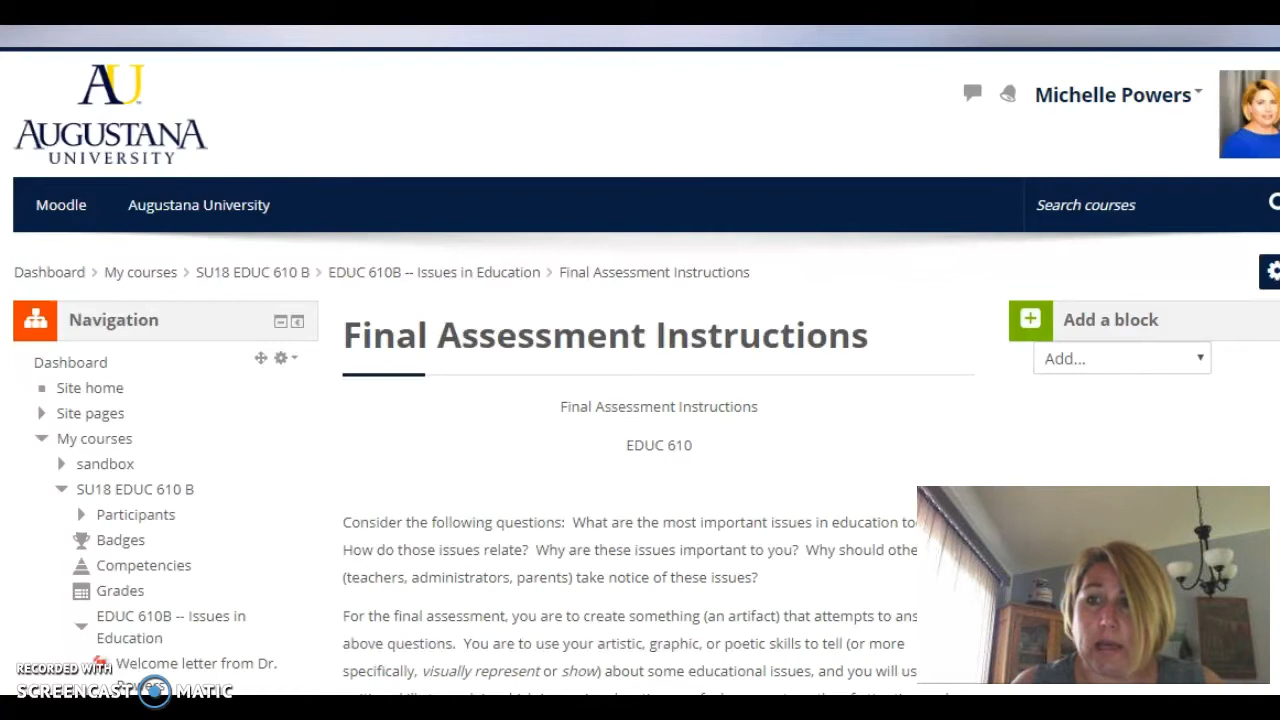 AU
AUGUSTANA
UNIVERSITY
Michelle Powers
Moodle
Augustana University
Search courses
Dashboard
My courses
SU18 EDUC 610 B
EDUC 610B -- Issues in Education
Final Assessment Instructions
Navigation
Dashboard
Site home
Site pages
My courses
sandbox
SU18 EDUC 610 B
Participants
Badges
Competencies
Grades
EDUC 610B -- Issues in
Education
Welcome letter from Dr.
Final Assessment Instructions
Final Assessment Instructions
EDUC 610
Consider the following questions: What are the most important issues in education
How do those issues relate? Why are these issues important to you? Why should
(teachers, administrators, parents) take notice of these issues?
For the final assessment, you are to create something (an artifact) that attempts to
above questions. You are to use your artistic, graphic, or poetic skills to tell (or more
specifically, visually represent or show) about some educational issues, and you will
Add a block
Add...
RECORDED WITH
SCREENCAST MATIC